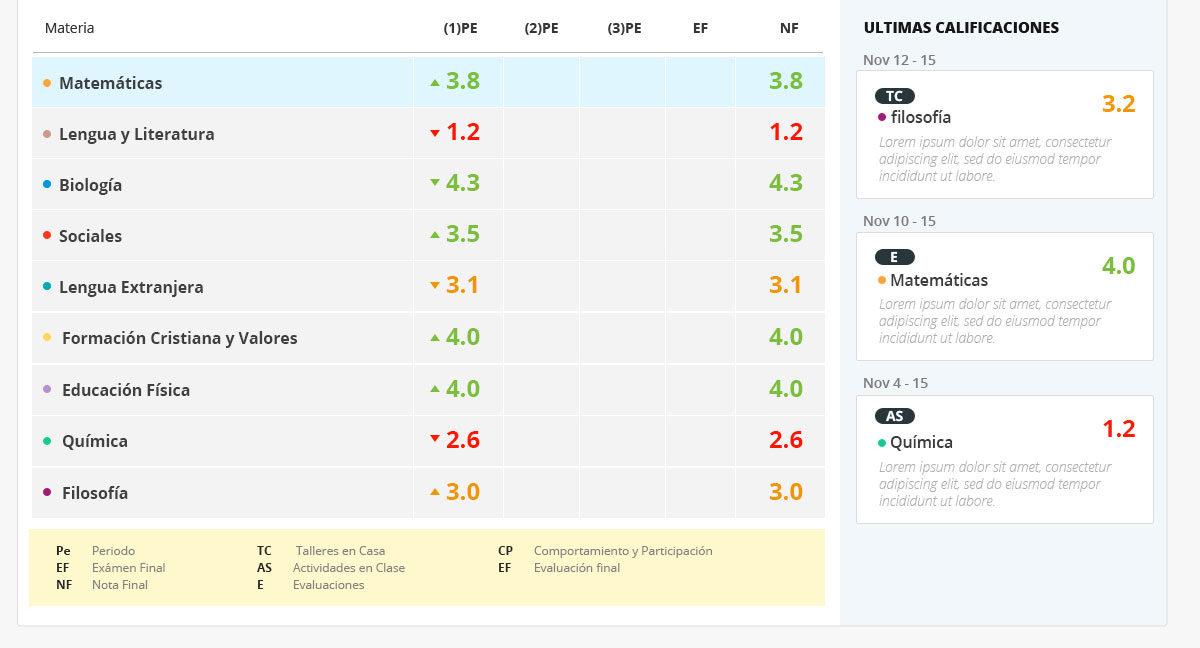 Materia (1)PE (2)PE (3)PE EF NF
Matemáticas 3.8 3.8
Lengua y Literatura 1.2 1.2
Biología 4.3 4.3
Sociales 3.5 3.5
Lengua Extranjera 3.1 3.1
Formación Cristiana y Valores 4.0 4.0
Educación Física 4.0 4.0
Química 2.6 2.6
Filosofía 3.0 3.0
Pe Periodo TC Talleres en Casa CP Comportamiento y Participación
EF Exámen Final AS Actividades en Clase EF Evaluación final
NF Nota Final E Evaluaciones
ULTIMAS CALIFICACIONES
Nov 12 - 15
TC
filosofía 3.2
Lorem ipsum dolor sit amet, consectetur
adipiscing elit, sed do eiusmod tempor
incididunt ut labore.
Nov 10 - 15
E
Matemáticas 4.0
Lorem ipsum dolor sit amet, consectetur
adipiscing elit, sed do eiusmod tempor
incididunt ut labore.
Nov 4 - 15
AS
Química 1.2
Lorem ipsum dolor sit amet, consectetur
adipiscing elit, sed do eiusmod tempor
incididunt ut labore.